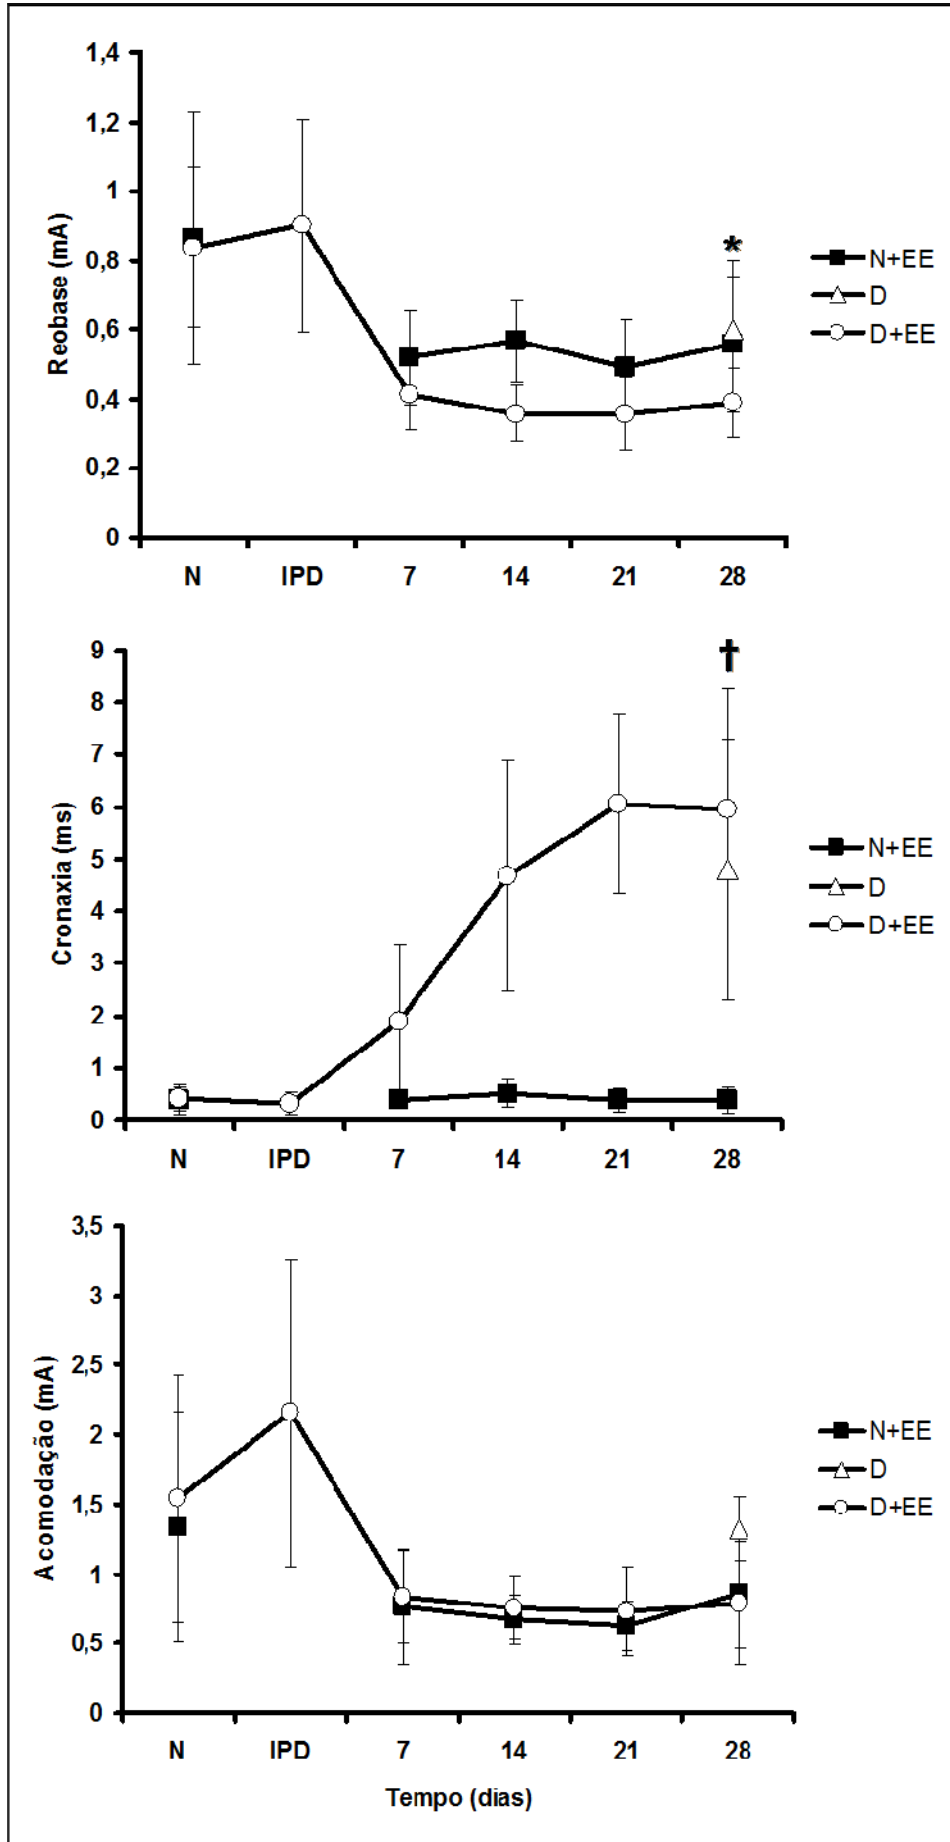 Reobase (mA)
1,4
1,2
1
0,8
0,6
0,4
0,2
0
N IPD 7 14 21 28
*
N+EE
D
D+EE
Cronaxia (ms)
9
8
7
6
5
4
3
2
1
0
N IPD 7 14 21 28
†
N+EE
D
D+EE
Acomodação (mA)
3,5
3
2,5
2
1,5
1
0,5
0
N IPD 7 14 21 28
Tempo (dias)
N+EE
D
D+EE